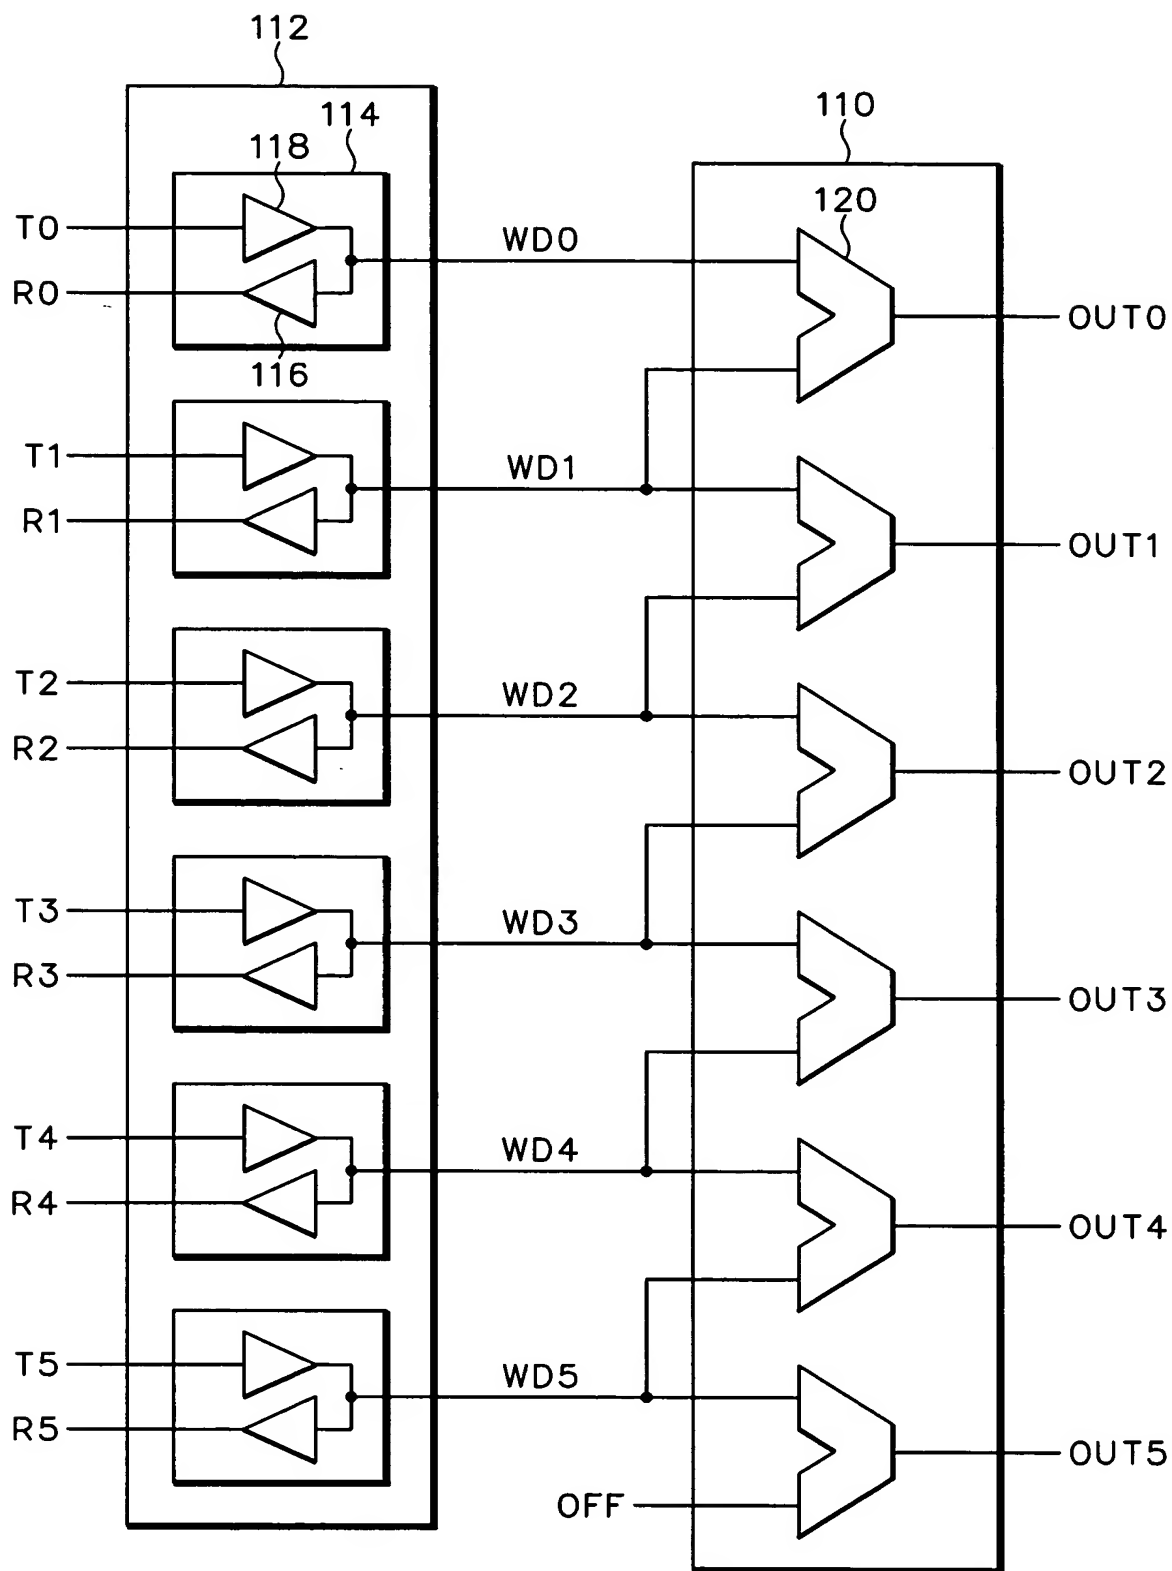 112
110
114
118
120
T0
WD0
R0
OUT0
116
T1
WD1
R1
OUT1
T2
WD2
R2
OUT2
T3
WD3
R3
OUT3
T4
WD4
R4
OUT4
T5
WD5
R5
OUT5
OFF